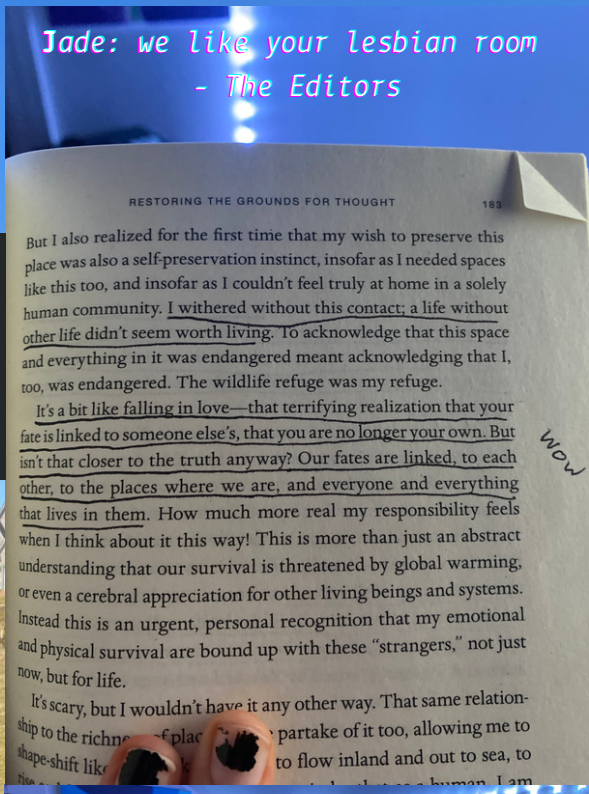 Jade: we like your lesbian room
- The Editors
RESTORING THE GROUNDS FOR THOUGHT 183
But I also realized for the first time that my wish to preserve this
place was also a self-preservation instinct, insofar as I needed spaces
like this too, and insofar as I couldn't feel truly at home in a solely
human community. I withered without this contact; a life without
other life didn't seem worth living. To acknowledge that this space
and everything in it was endangered meant acknowledging that I,
too, was endangered. The wildlife refuge was my refuge.
It's a bit like falling in love—that terrifying realization that your
fate is linked to someone else's, that you are no longer your own. But
isn't that closer to the truth anyway? Our fates are linked, to each
other, to the places where we are, and everyone and everything
that lives in them. How much more real my responsibility feels
when I think about it this way! This is more than just an abstract
understanding that our survival is threatened by global warming,
or even a cerebral appreciation for other living beings and systems.
Instead this is an urgent, personal recognition that my emotional
and physical survival are bound up with these "strangers," not just
now, but for life.
It's scary, but I wouldn't have it any other way. That same relation-
ship to the of partake of it too, allowing me to
shape-shift to flow inland and out to sea, to
human. I am
wow